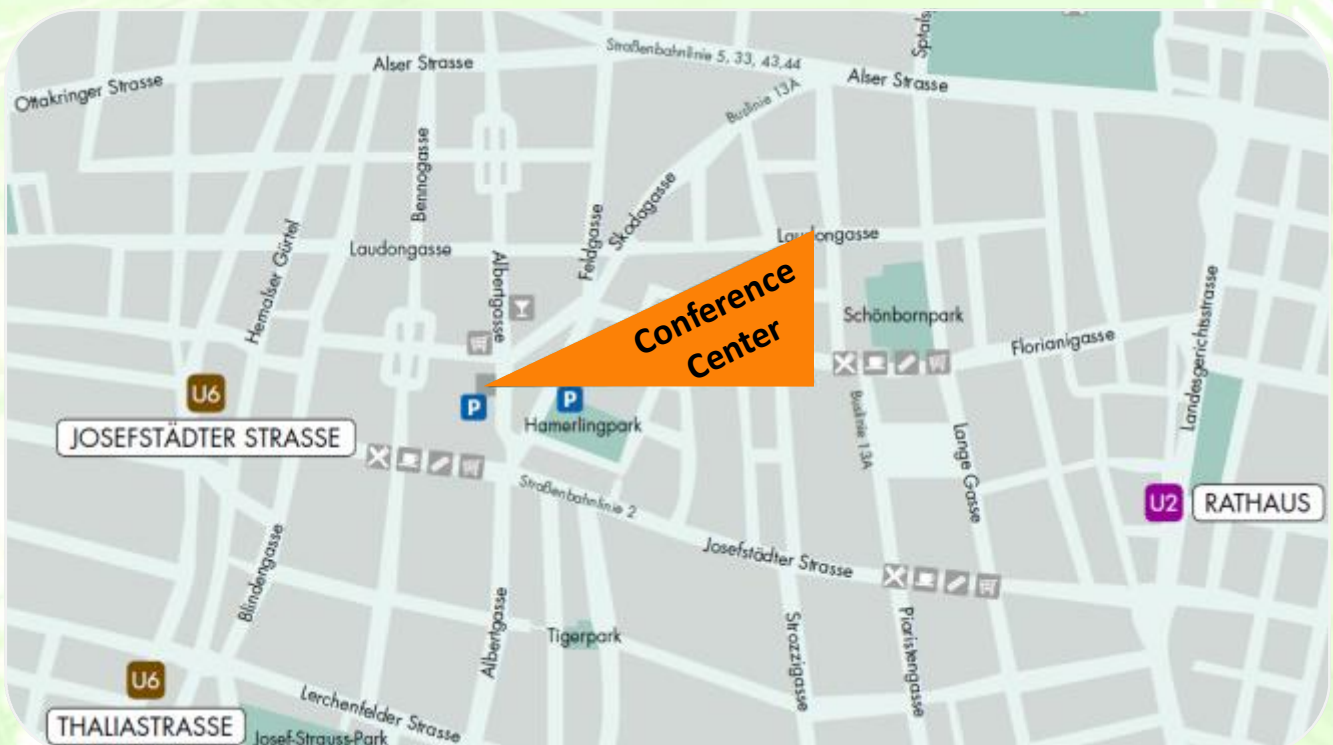 Sptals
Straßenbahnlinie 5, 33, 43,44
Alser Strasse
Alser Strasse
Ottakringer Strasse
Buslinie 13A
Bennogasse
Skodagasse
Feldgasse
Laudongasse
Laudongasse
Hernalser Gürtel
Albertgasse
Conference
Center
Schönbornpark
Florianigasse
Landesgerichtsstrasse
U6
JOSEFSTÄDTER STRASSE
P
P
Hamerlingpark
Buslinie 13A
Lange Gasse
Straßenbahnlinie 2
U2
RATHAUS
Josefstädter Strasse
Blindengasse
Albertgasse
Tigerpark
Strozzigasse
Piaristengasse
U6
THALIASTRASSE
Lerchenfelder Strasse
Josef-Strauss-Park